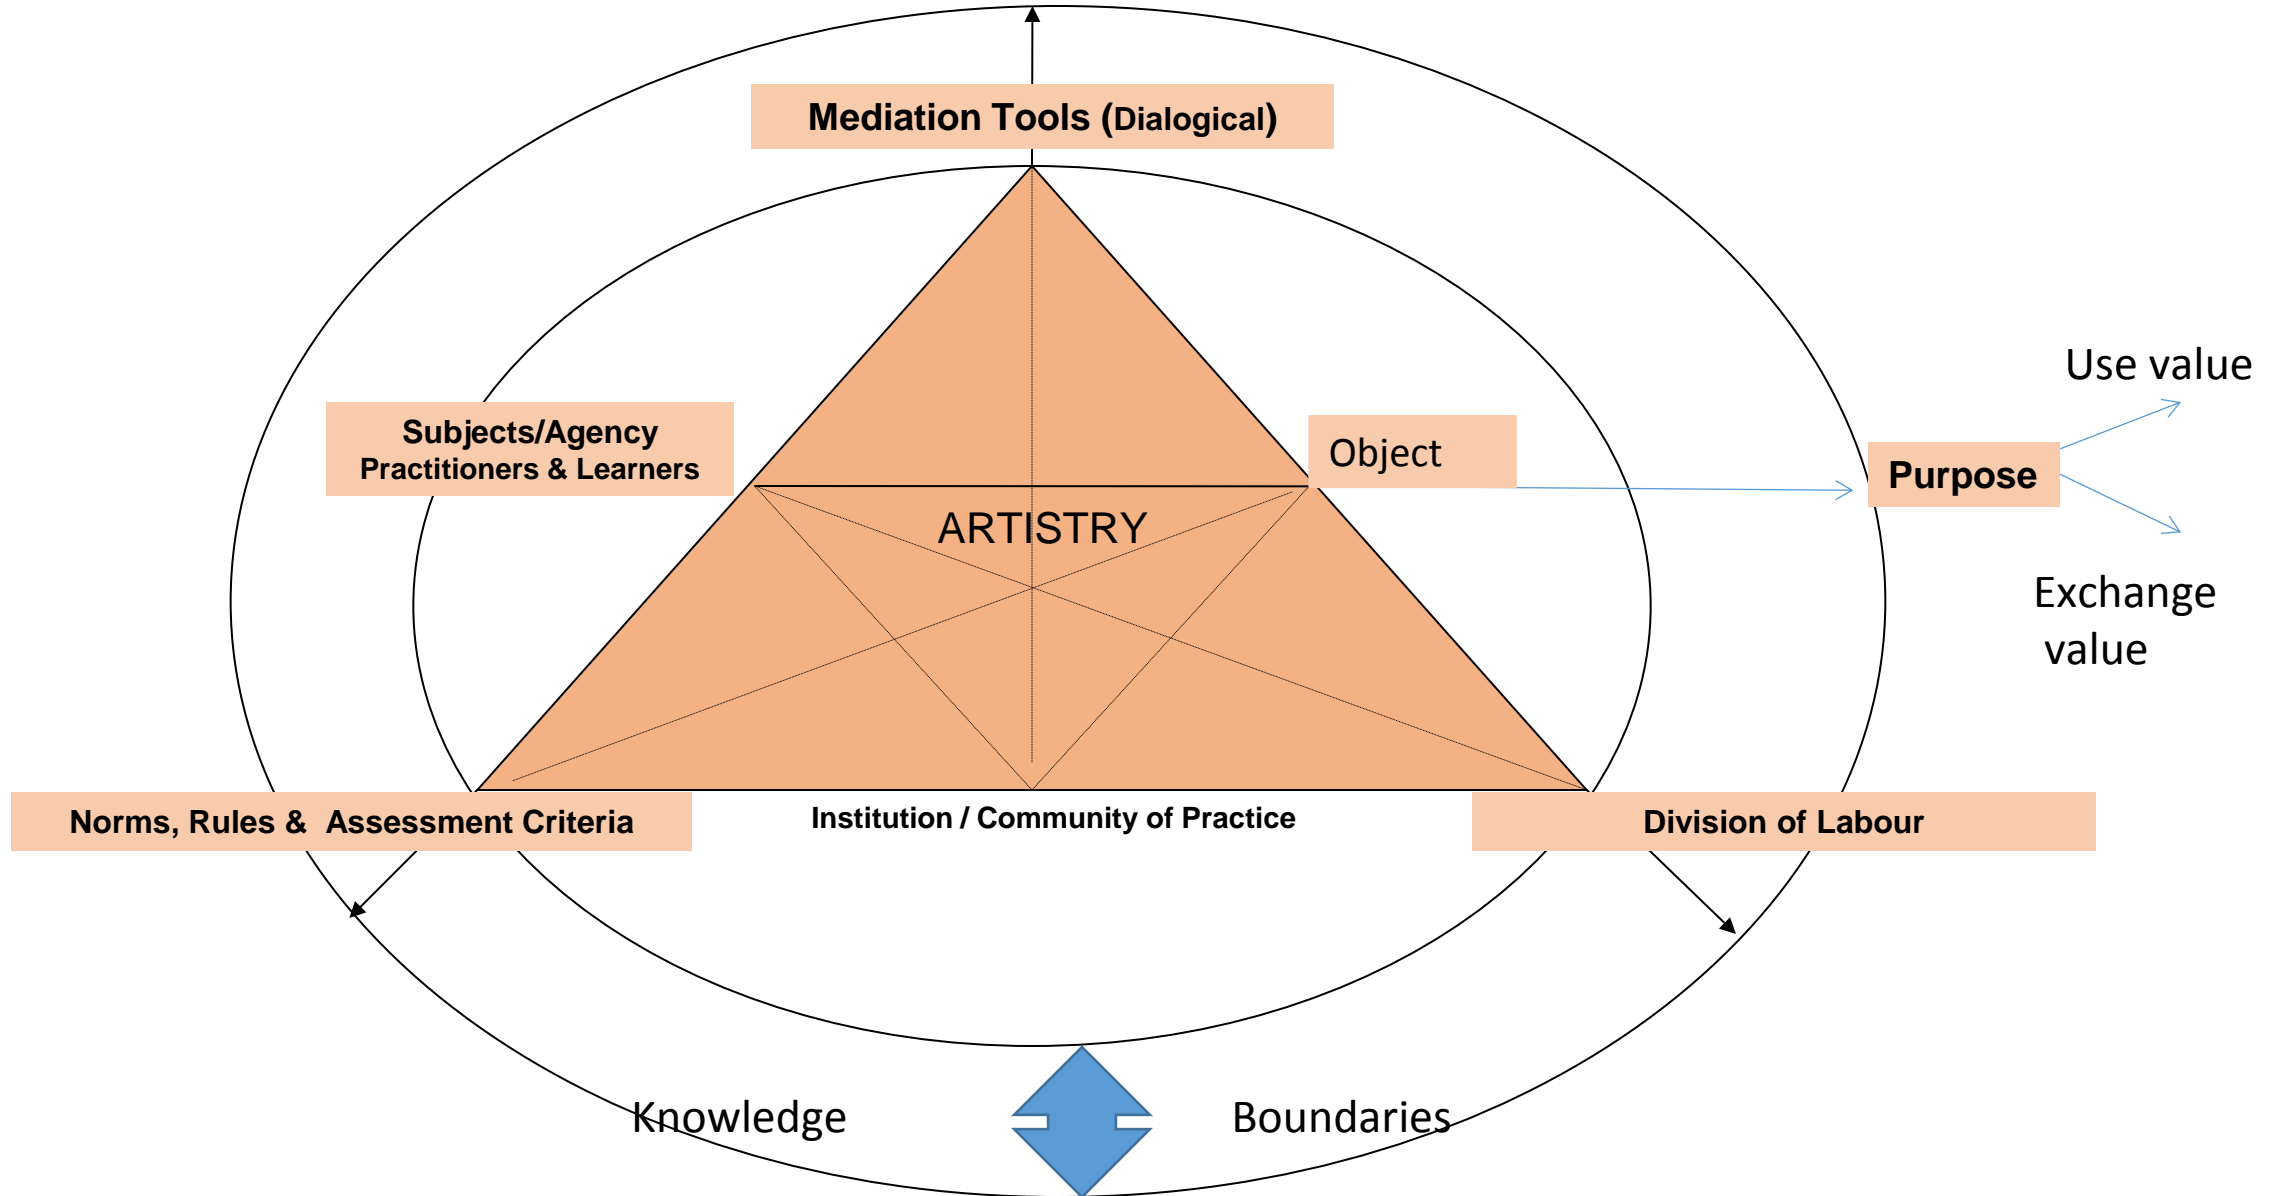 Mediation Tools (Dialogical)
Use value
Subjects/Agency
Practitioners & Learners
Object
Purpose
ARTISTRY
Exchange
value
Norms, Rules &  Assessment Criteria
Institution / Community of Practice
Division of Labour
Knowledge
Boundaries